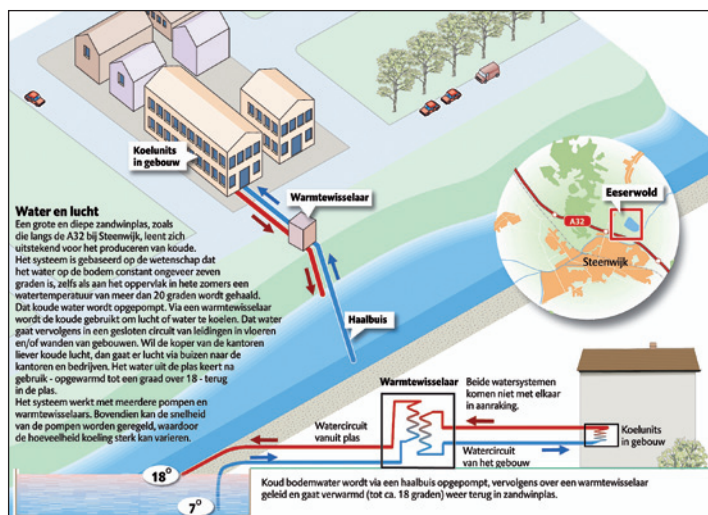 Koelunits
in gebouw
Warmtewisselaar
Haalbuis
Eeserwold
A32
Steenwijk
Water en lucht
Een grote en diepe zandwinplas, zoals
die langs de A32 bij Steenwijk, leent zich
uitstekend voor het produceren van koude.
Het systeem is gebaseerd op de wetenschap dat
het water op de bodem constant ongeveer zeven
graden is, zelfs als aan het oppervlak in hete zomers een
watertemperatuur van meer dan 20 graden wordt gehaald.
Dat koude water wordt opgepompt. Via een warmtewisselaar
wordt de koude gebruikt om lucht of water te koelen. Dat water
gaat vervolgens in een gesloten circuit van leidingen in vloeren
en/of wanden van gebouwen. Wil de koper van de kantoren
liever koude lucht, dan gaat er lucht via buizen naar de
kantoren en bedrijven. Het water uit de plas keert na
gebruik - opgewarmd tot een graad over 18 - terug
in de plas.
Het systeem werkt met meerdere pompen en
warmtewisselaars. Bovendien kan de snelheid
van de pompen worden geregeld, waardoor
de hoeveelheid koeling sterk kan varieren.
Warmtewisselaar
Beide watersystemen
komen niet met elkaar
in aanraking.
Watercircuit
vanuit plas
Watercircuit
van het gebouw
Koelunits
in gebouw
18°
7°
Koud bodemwater wordt via een haalbuis opgepompt, vervolgens over een warmtewisselaar
geleid en gaat verwarmd (tot ca. 18 graden) weer terug in zandwinplas.